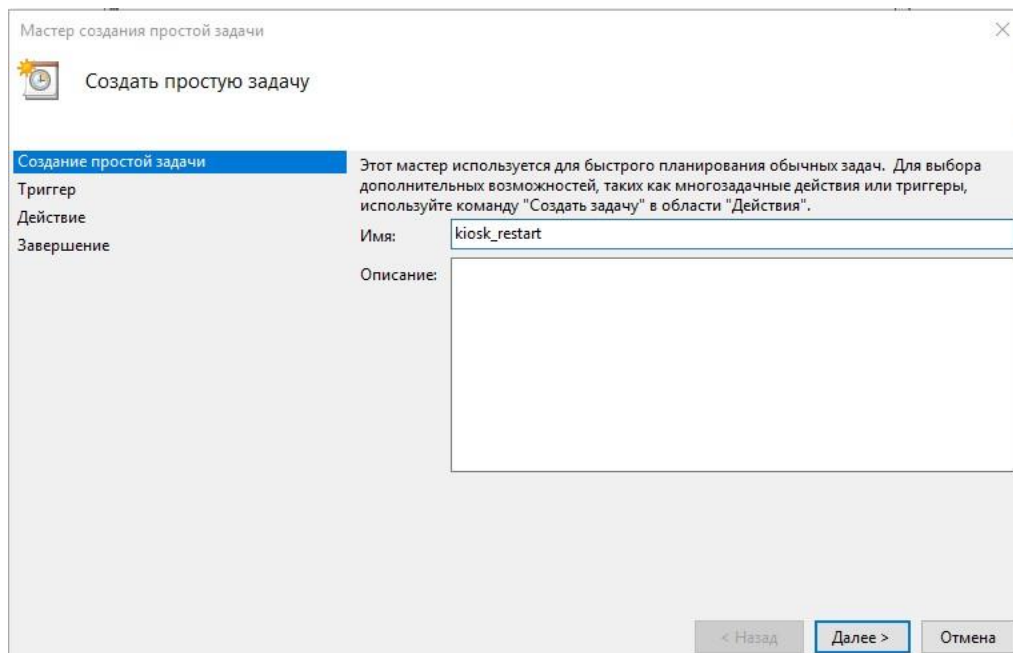 Мастер создания простой задачи
Создать простую задачу
Создание простой задачи
Триггер
Действие
Завершение
Этот мастер используется для быстрого планирования обычных задач. Для выбора
дополнительных возможностей, таких как многозадачные действия или триггеры,
используйте команду "Создать задачу" в области "Действия".
Имя: kiosk_restart
Описание:
< Назад Далее > Отмена